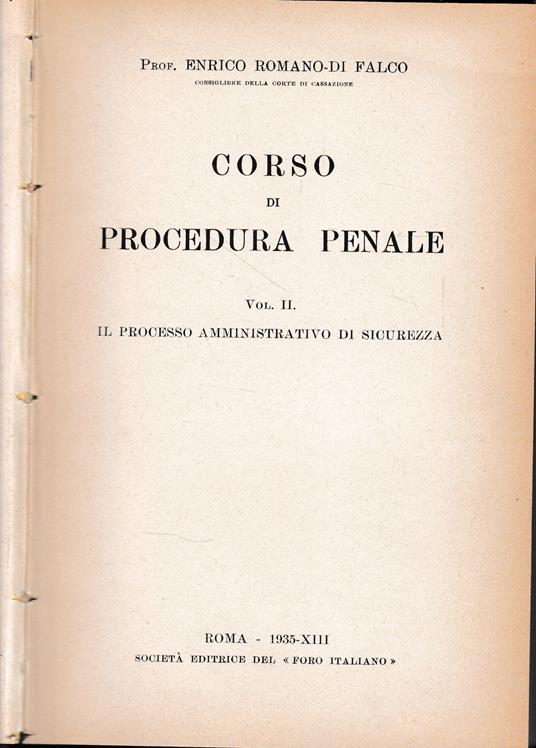 Prof. ENRICO ROMANO-DI FALCO
CONSIGLIERE DELLA CORTE DI CASSAZIONE
CORSO
DI
PROCEDURA PENALE
Vol. II.
IL PROCESSO AMMINISTRATIVO DI SICUREZZA
ROMA - 1935-XIII
SOCIETÀ EDITRICE DEL « FORO ITALIANO »